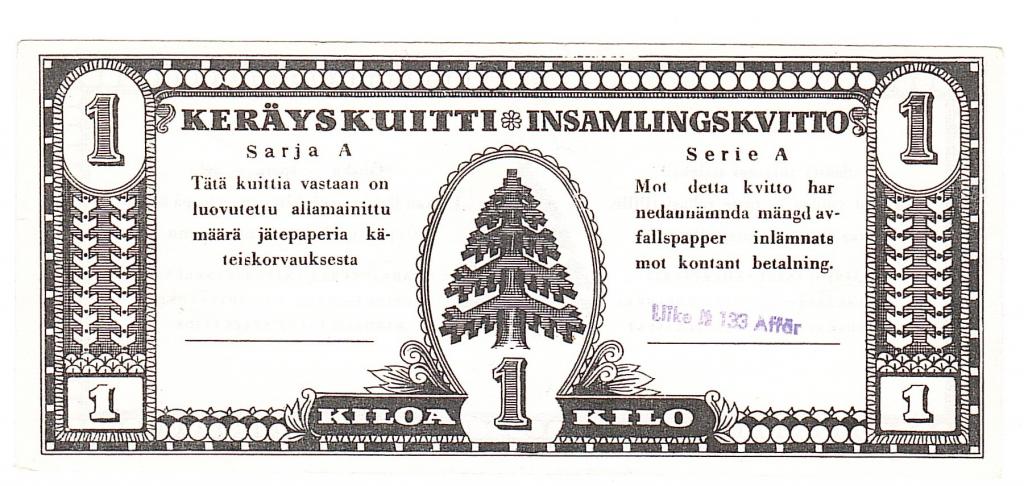 1 1
KERÄYSKUITTI INSAMLINGSKVITTO
Sarja A
Tätä kuittia vastaan on
luovutettu allamainittu
määrä jätepaperia kä-
teiskorvauksesta
Serie A
Mot detta kvitto har
nedannämnda mängd av-
fallspapper inlämnats
mot kontant betalning.
Liike № 133 Affär
1 KILOA 1 KILO 1